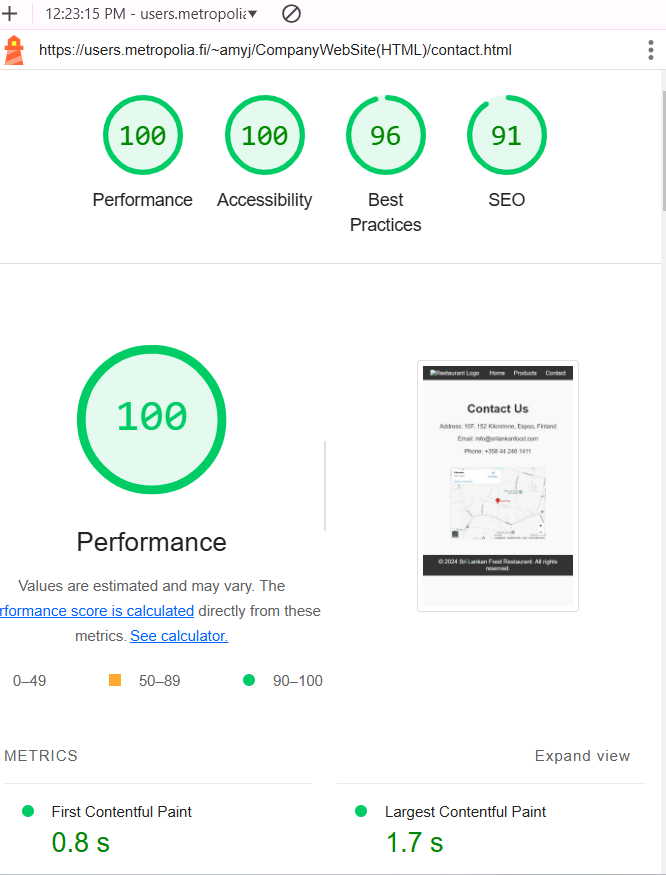 12:23:15 PM - users.metropolia
https://users.metropolia.fi/~amyj/CompanyWebSite(HTML)/contact.html
100
100
96
91
Performance
Accessibility
Best
Practices
SEO
100
Performance
Values are estimated and may vary. The
rformance score is calculated directly from these
metrics. See calculator.
0–49
50–89
90–100
Restaurant Logo Home Products Contact
Contact Us
Address: 10F, 152 Espoo, Finland
Email: info@srilankanfood.com
Phone: +358 44 246 1411
© 2024 Sri Lankan Food Restaurant. All rights
reserved.
METRICS
Expand view
First Contentful Paint
0.8 s
Largest Contentful Paint
1.7 s